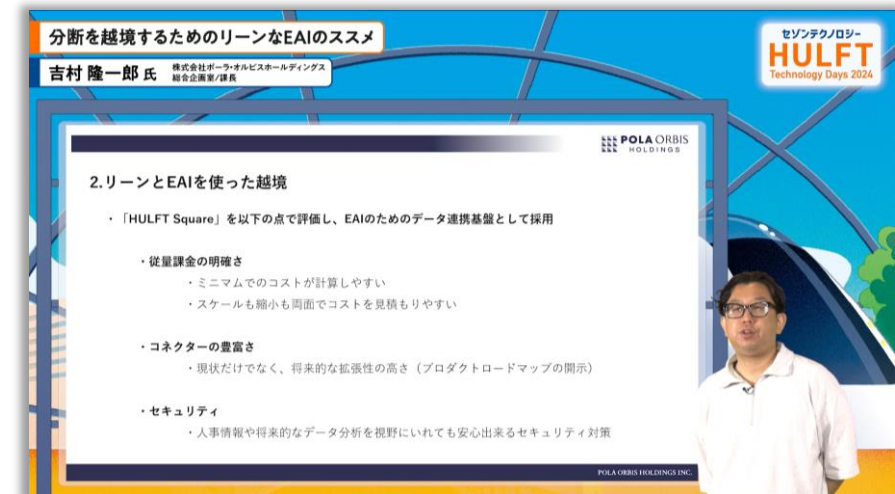 分断を越境するためのリーンなEAIのススメ
吉村 隆一郎 氏
株式会社ポーラ・オルビスホールディングス
総合企画室/課長
セゾンテクノロジー
HULFT
Technology Days 2024
POLA ORBIS
HOLDINGS
2.リーンとEAIを使った越境
・「HULFT Square」を以下の点で評価し、EAIのためのデータ連携基盤として採用
・従量課金の明確さ
・ミニマムでのコストが計算しやすい
・スケールも縮小も両面でコストを見積もりやすい
・コネクターの豊富さ
・現状だけでなく、将来的な拡張性の高さ（プロダクトロードマップの開示）
・セキュリティ
・人事情報や将来的なデータ分析を視野にいれても安心出来るセキュリティ対策
POLA ORBIS HOLDINGS INC.